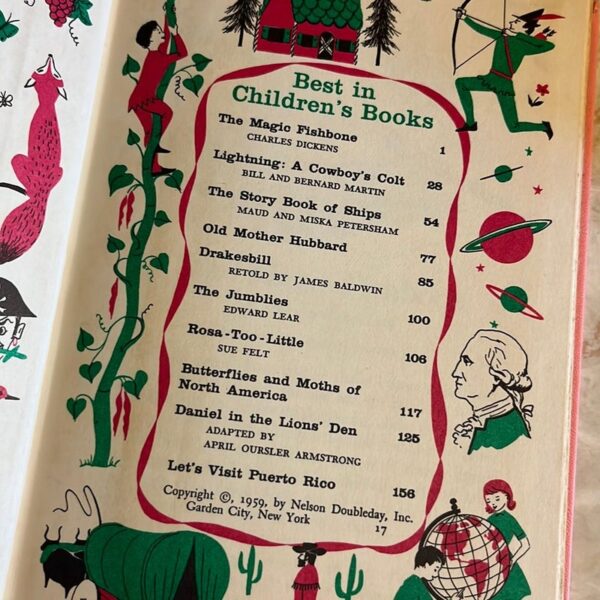 Best in
Children's Books
The Magic Fishbone 1
CHARLES DICKENS
Lightning: A Cowboy's Colt 28
BILL AND BERNARD MARTIN
The Story Book of Ships 54
MAUD AND MISKA PETERSHAM
Old Mother Hubbard 77
Drakesbill 85
RETOLD BY JAMES BALDWIN
The Jumblies 100
EDWARD LEAR
Rosa-Too-Little 106
SUE FELT
Butterflies and Moths of
North America 117
Daniel in the Lions' Den 125
ADAPTED BY
APRIL OURSLER ARMSTRONG
Let's Visit Puerto Rico 156
Copyright ©, 1959, by Nelson Doubleday, Inc.
Garden City, New York 17